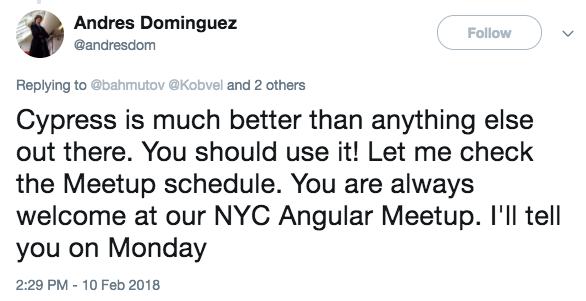 Andres Dominguez
@andresdom
Follow
Replying to @bahmutov @Kobvel and 2 others
Cypress is much better than anything else
out there. You should use it! Let me check
the Meetup schedule. You are always
welcome at our NYC Angular Meetup. I'll tell
you on Monday
2:29 PM - 10 Feb 2018